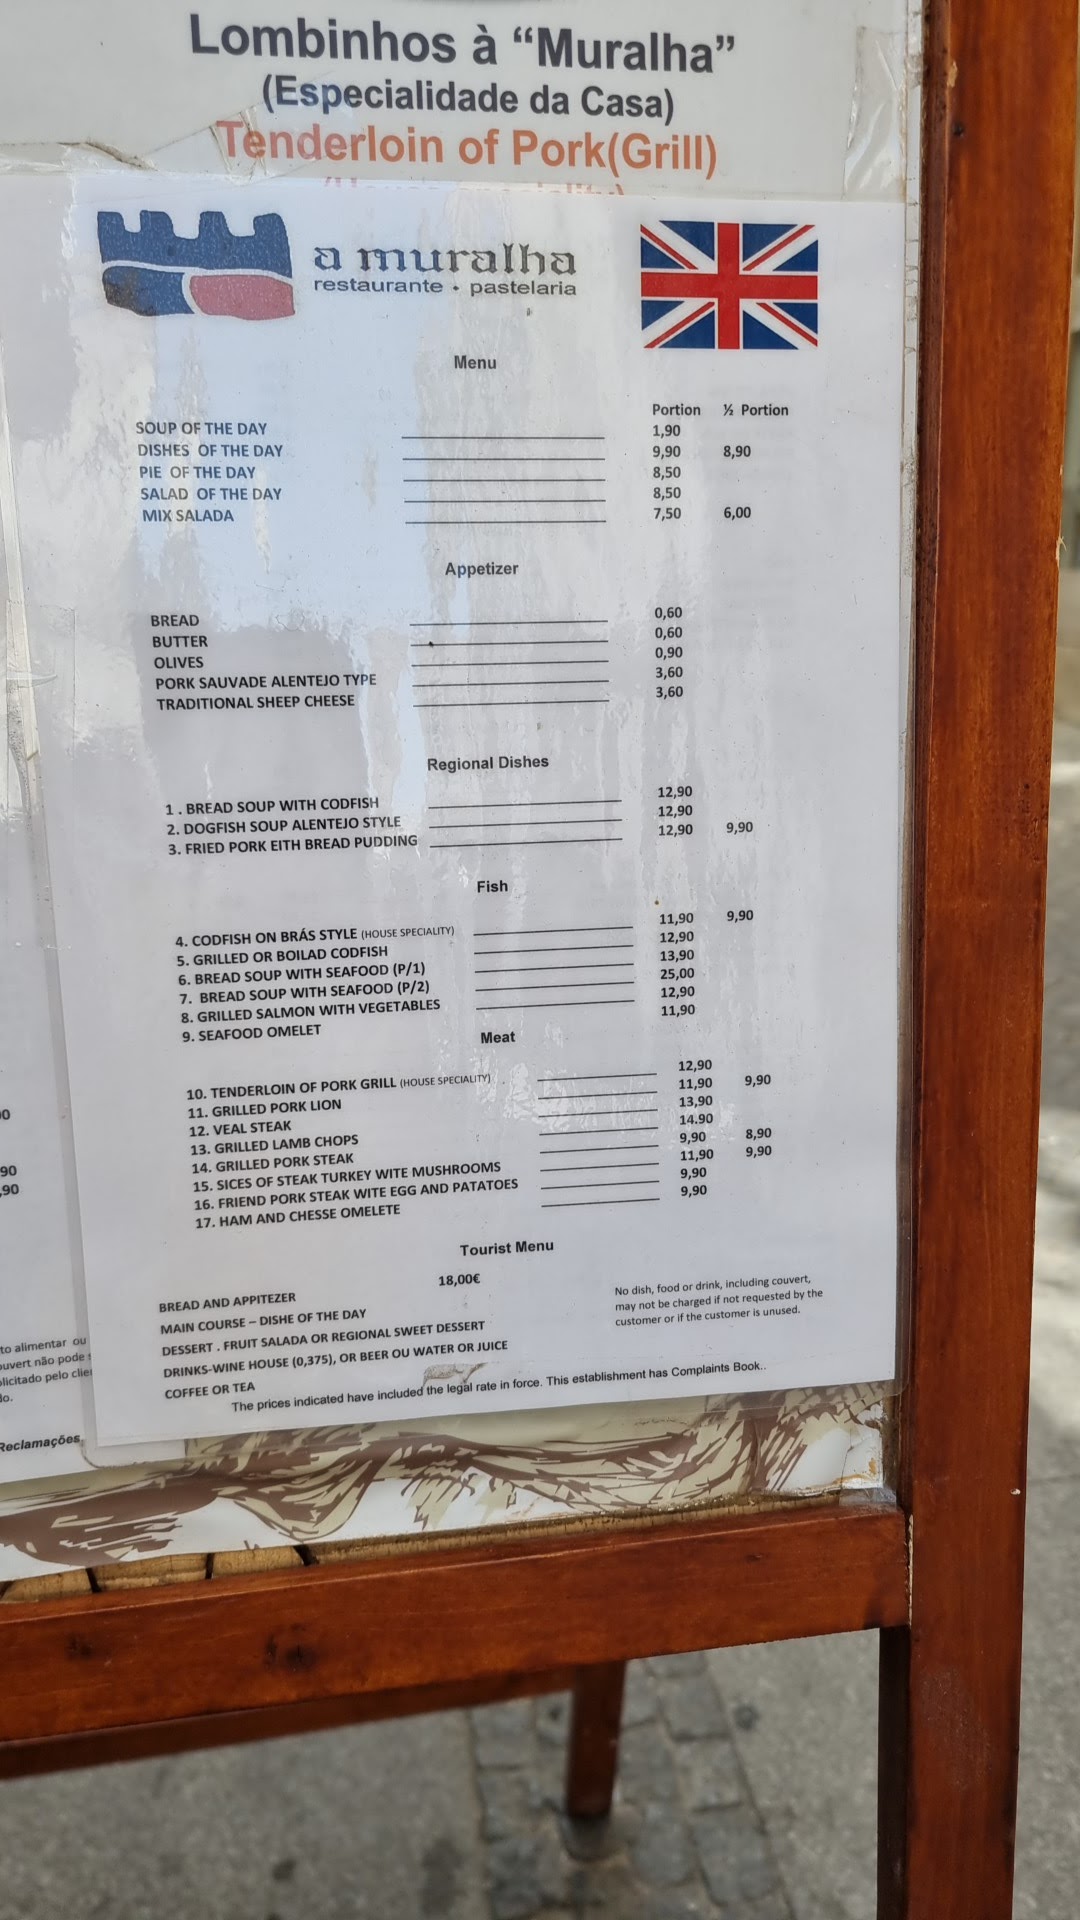 Lombinhos à “Muralha”
(Especialidade da Casa)
Tenderloin of Pork(Grill)
a muralha
restaurante • pastelaria
Menu
Portion ½ Portion
SOUP OF THE DAY 1,90
DISHES OF THE DAY 9,90 8,90
PIE OF THE DAY 8,50
SALAD OF THE DAY 8,50
MIX SALADA 7,50 6,00
Appetizer
BREAD 0,60
BUTTER 0,60
OLIVES 0,90
PORK SAUVADE ALENTEJO TYPE 3,60
TRADITIONAL SHEEP CHEESE 3,60
Regional Dishes
1 . BREAD SOUP WITH CODFISH 12,90
2. DOGFISH SOUP ALENTEJO STYLE 12,90
3. FRIED PORK EITH BREAD PUDDING 12,90 9,90
Fish
4. CODFISH ON BRÁS STYLE (HOUSE SPECIALITY) 11,90 9,90
5. GRILLED OR BOILAD CODFISH 12,90
6. BREAD SOUP WITH SEAFOOD (P/1) 13,90
7. BREAD SOUP WITH SEAFOOD (P/2) 25,00
8. GRILLED SALMON WITH VEGETABLES 12,90
9. SEAFOOD OMELET 11,90
Meat
10. TENDERLOIN OF PORK GRILL (HOUSE SPECIALITY) 12,90
11. GRILLED PORK LION 11,90 9,90
12. VEAL STEAK 13,90
13. GRILLED LAMB CHOPS 14.90
14. GRILLED PORK STEAK 9,90 8,90
15. SICES OF STEAK TURKEY WITE MUSHROOMS 11,90 9,90
16. FRIEND PORK STEAK WITE EGG AND PATATOES 9,90
17. HAM AND CHESSE OMELETE 9,90
Tourist Menu
18,00€
BREAD AND APPITEZER
MAIN COURSE – DISHE OF THE DAY
DESSERT . FRUIT SALADA OR REGIONAL SWEET DESSERT
DRINKS-WINE HOUSE (0,375), OR BEER OU WATER OR JUICE
COFFEE OR TEA
No dish, food or drink, including couvert,
may not be charged if not requested by the
customer or if the customer is unused.
The prices indicated have included the legal rate in force. This establishment has Complaints Book..
90
,90
to alimentar ou
ouvert não pode
licitado pelo
Reclamações